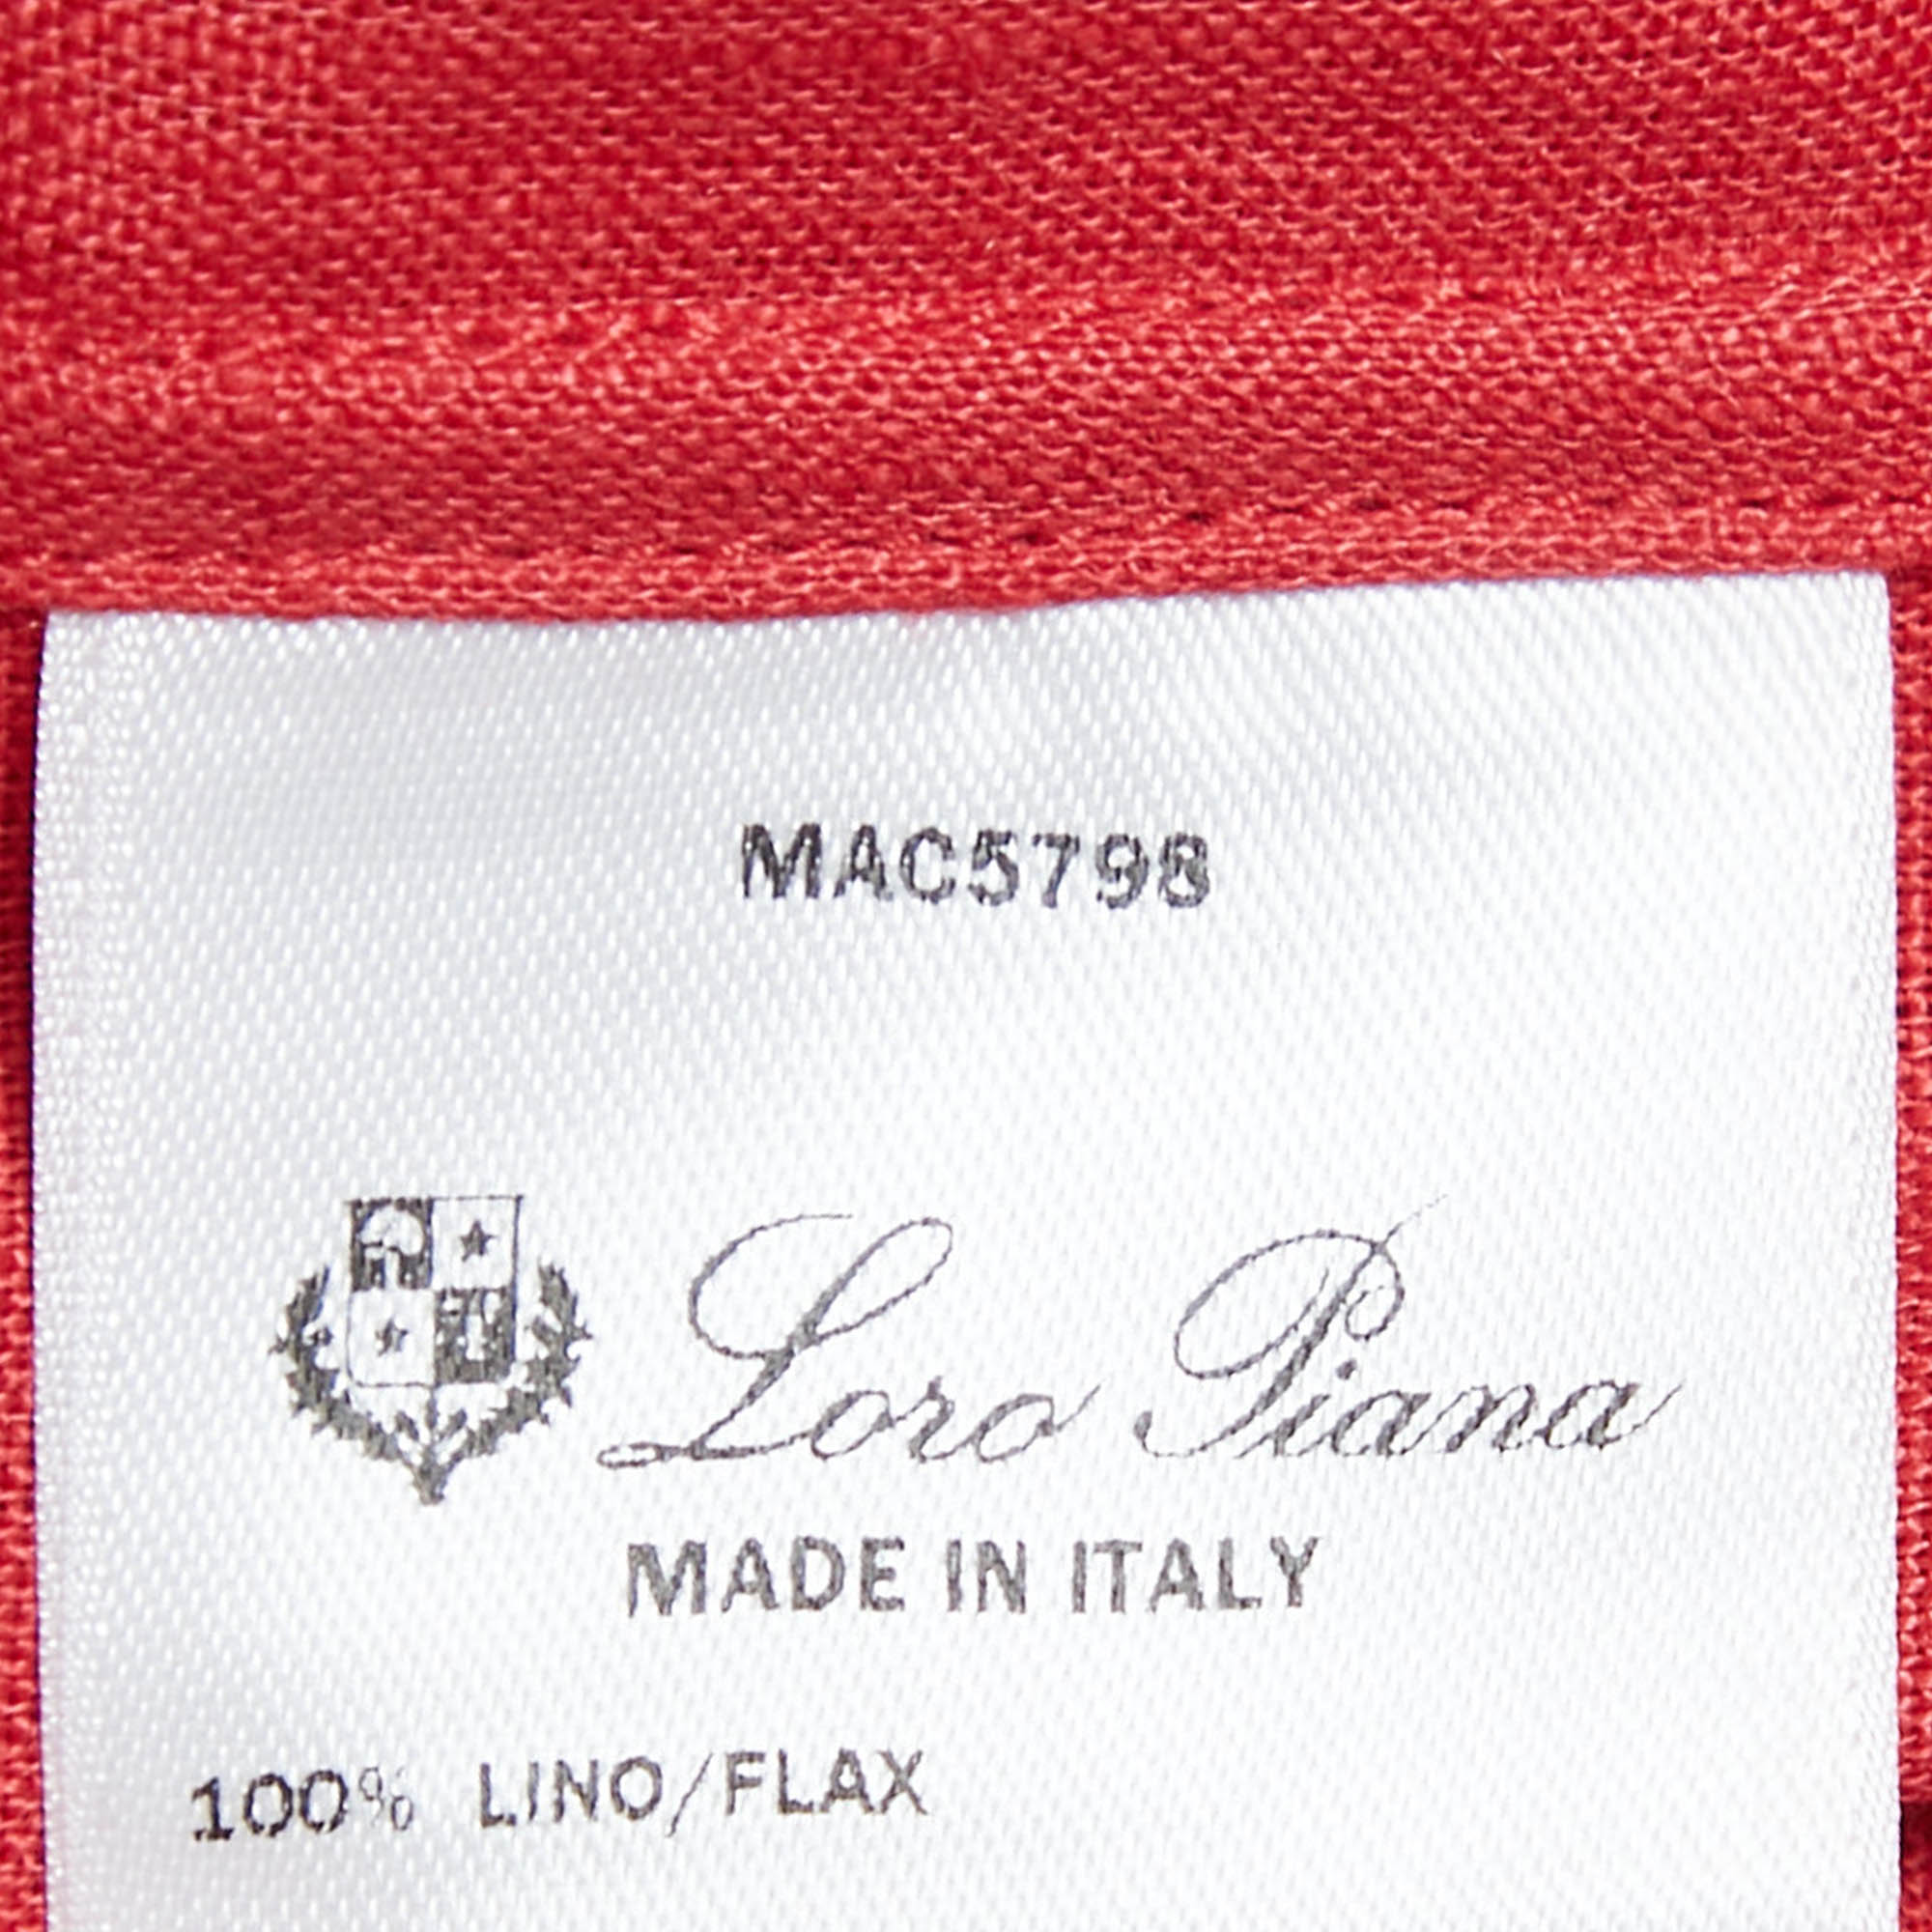 MAC5798
Loro Piana
MADE IN ITALY
100% LINO/FLAX